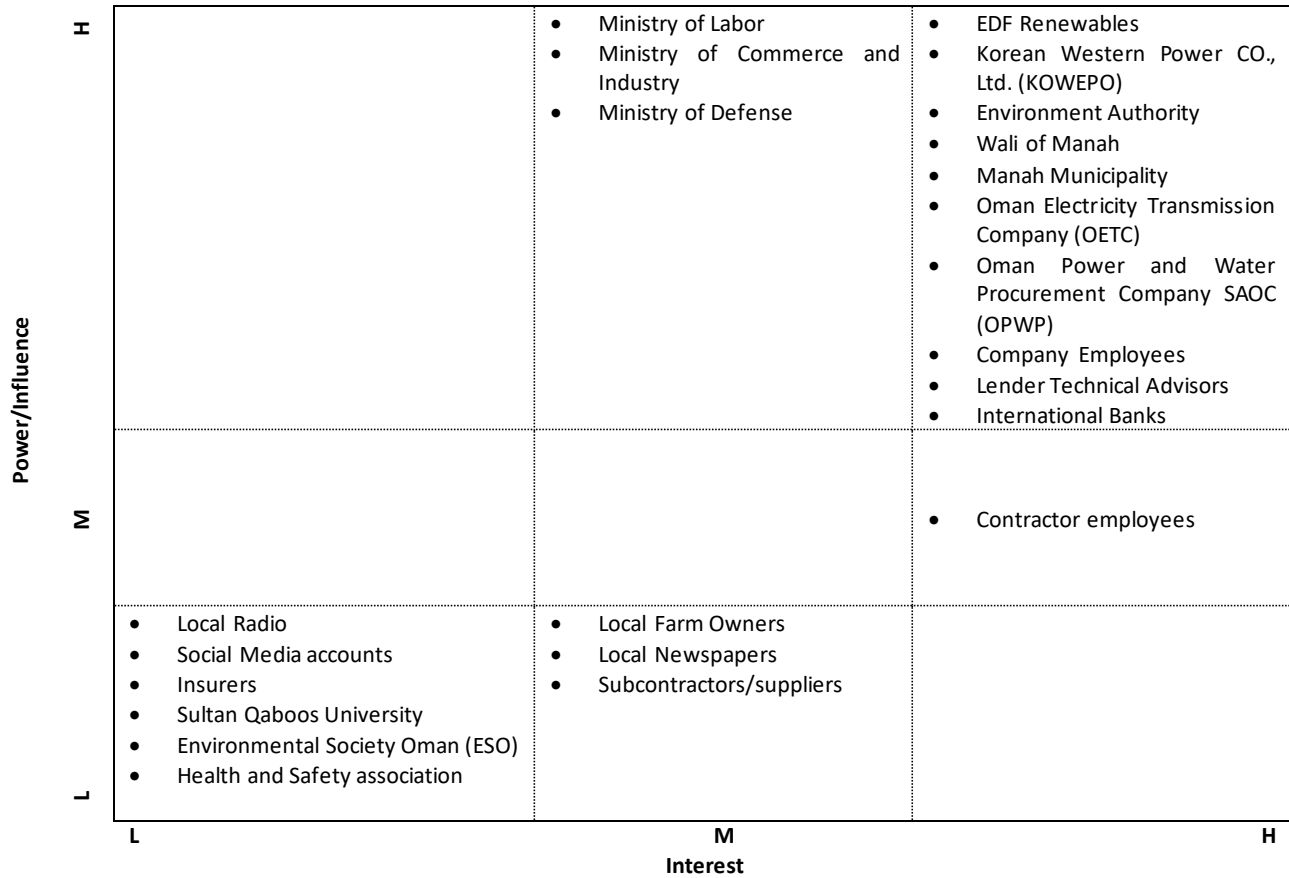 H
• Ministry of Labor
• Ministry of Commerce and
Industry
• Ministry of Defense
• EDF Renewables
• Korean Western Power CO.,
Ltd. (KOWEPO)
• Environment Authority
• Wali of Manah
• Manah Municipality
• Oman Electricity Transmission
Company (OETC)
• Oman Power and Water
Procurement Company SAOC
(OPWP)
• Company Employees
• Lender Technical Advisors
• International Banks
Power/Influence
M
• Contractor employees
• Local Radio
• Social Media accounts
• Insurers
• Sultan Qaboos University
• Environmental Society Oman (ESO)
• Health and Safety association
• Local Farm Owners
• Local Newspapers
• Subcontractors/suppliers
L
L M H
Interest